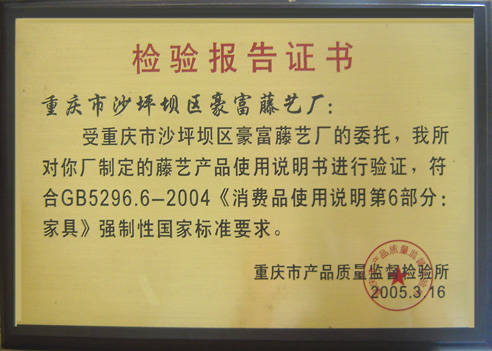 检验报告证书
重庆市沙坪坝区豪富藤艺厂：
受重庆市沙坪坝区豪富藤艺厂的委托，我所
对你厂制定的藤艺产品使用说明书进行验证，符
合GB5296.6—2004《消费品使用说明第6部分：
家具》强制性国家标准要求。
重庆市产品质量监督检验所
2005.3.16